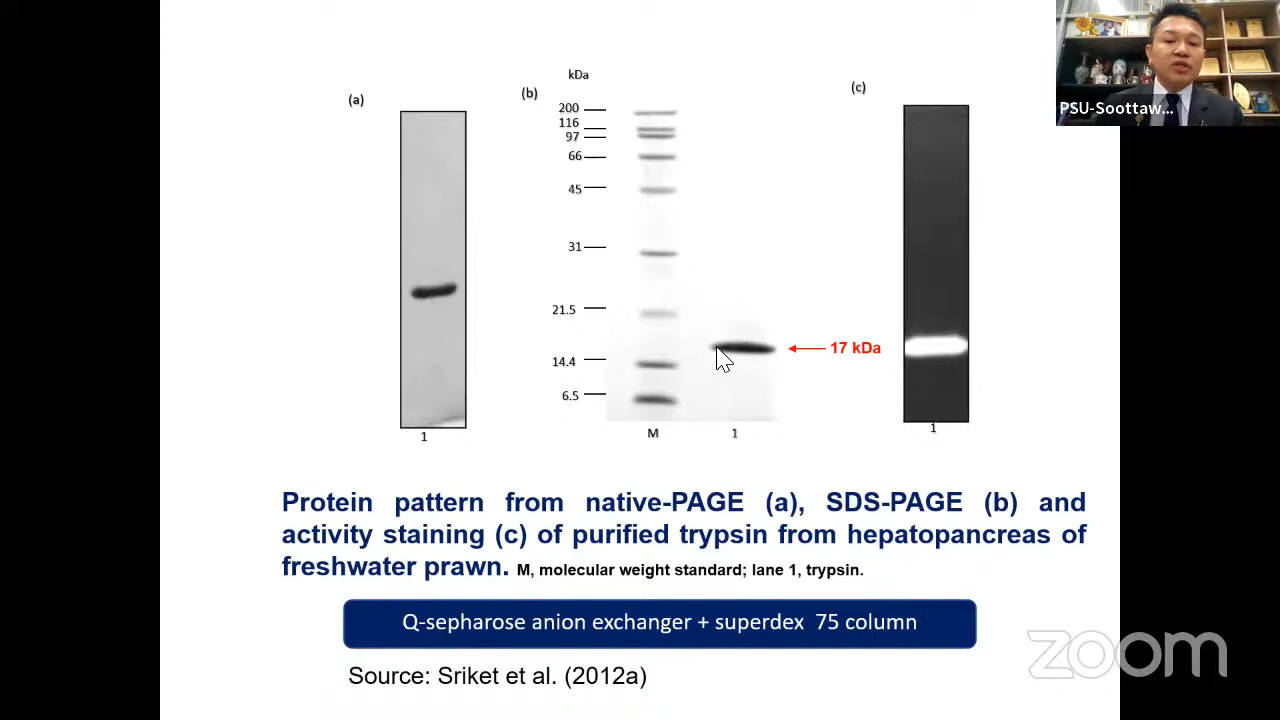 PSU-Soottaw...
kDa
(a)
(b)
(c)
200
116
97
66
45
31
21.5
14.4
6.5
17 kDa
1
M
1
1
Protein pattern from native-PAGE (a), SDS-PAGE (b) and
activity staining (c) of purified trypsin from hepatopancreas of
freshwater prawn. M, molecular weight standard; lane 1, trypsin.
Q-sepharose anion exchanger + superdex 75 column
Source: Sriket et al. (2012a)
zoom